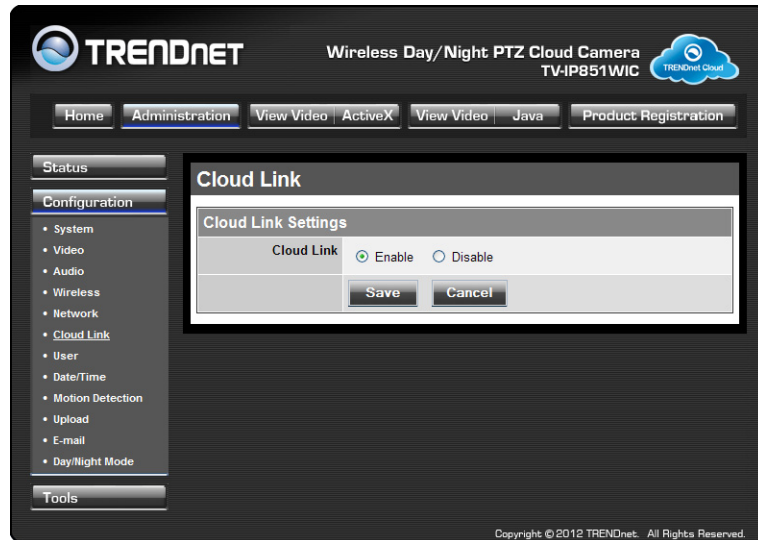 TRENDnet
Wireless Day/Night PTZ Cloud Camera
TV-IP851WIC
TRENDnet Cloud
Home Administration View Video ActiveX View Video Java Product Registration
Status
Configuration
• System
• Video
• Audio
• Wireless
• Network
• Cloud Link
• User
• Date/Time
• Motion Detection
• Upload
• E-mail
• Day/Night Mode
Tools
Cloud Link
Cloud Link Settings
Cloud Link Enable Disable
Save Cancel
Copyright © 2012 TRENDnet. All Rights Reserved.